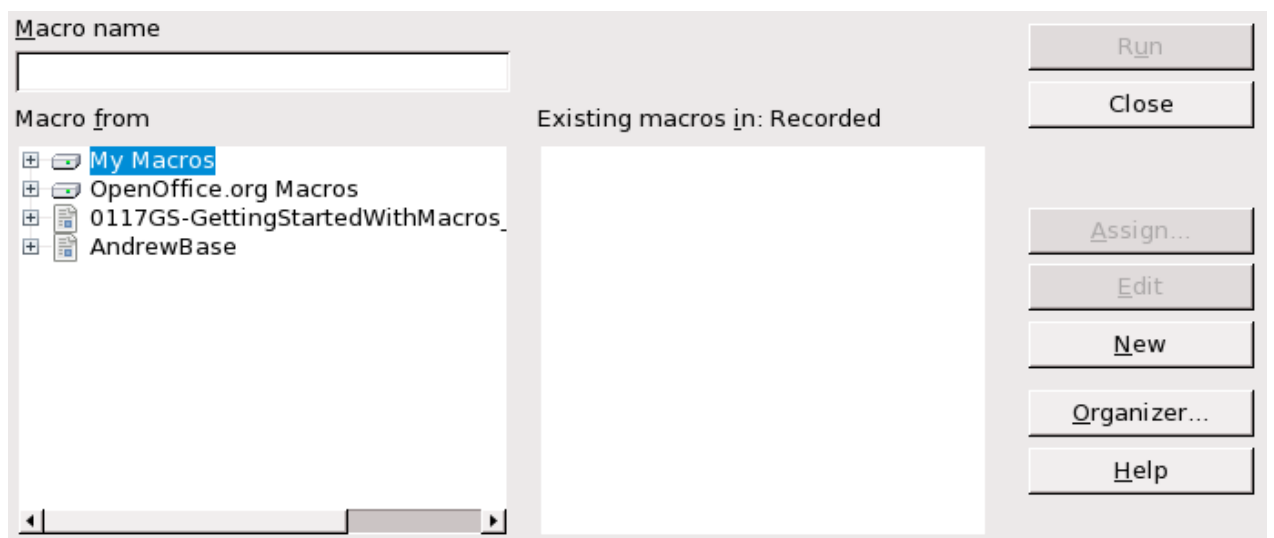 Macro name
Run
Close
Macro from
Existing macros in: Recorded
My Macros
OpenOffice.org Macros
0117GS-GettingStartedWithMacros_
AndrewBase
Assign...
Edit
New
Organizer...
Help